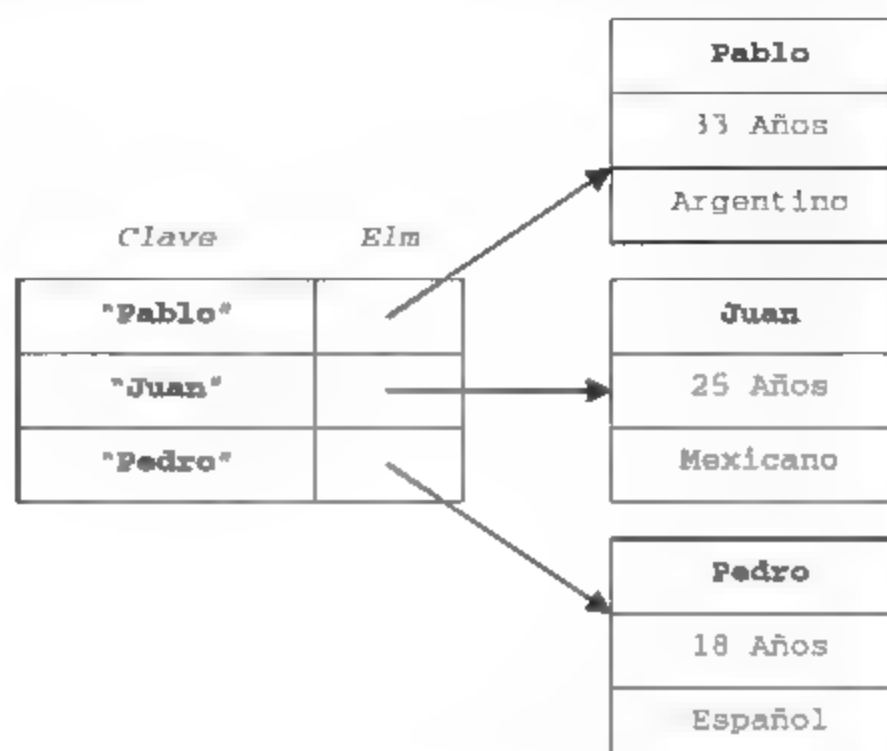 Pablo
33 Años
Argentino
Clave Elm
"Pablo"
"Juan"
"Pedro"
Juan
25 Años
Mexicano
Pedro
18 Años
Español